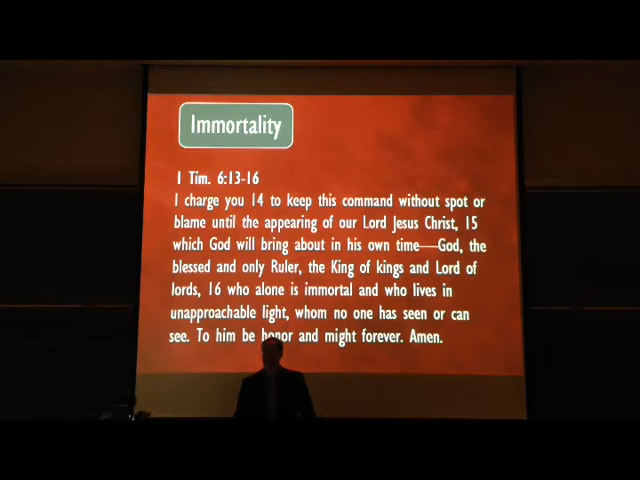 Immortality
1 Tim. 6:13-16
I charge you 14 to keep this command without spot or
blame until the appearing of our Lord Jesus Christ, 15
which God will bring about in his own time—God, the
blessed and only Ruler, the King of kings and Lord of
lords, 16 who alone is immortal and who lives in
unapproachable light, whom no one has seen or can
see. To him be honor and might forever. Amen.